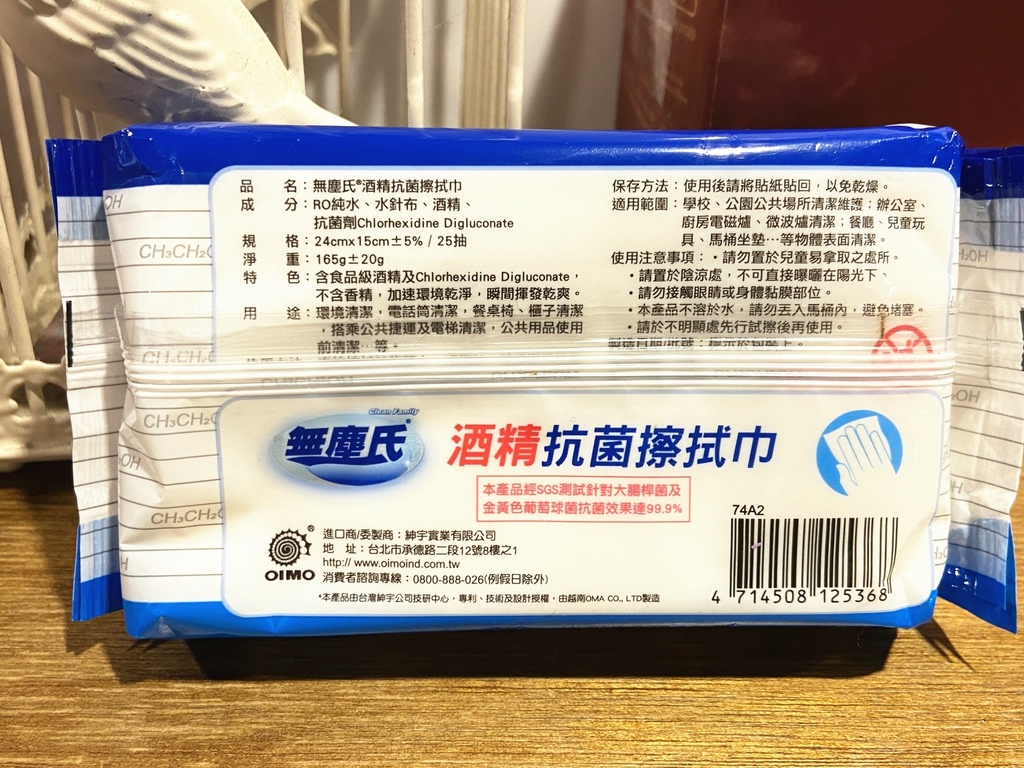 品　　名：無塵氏®酒精抗菌擦拭巾
成　　分：RO純水、水針布、酒精、
抗菌劑Chlorhexidine Digluconate
規　　格：24cmx15cm±5% / 25抽
淨　　重：165g±20g
特　　色：含食品級酒精及Chlorhexidine Digluconate，
不含香精，加速環境乾淨，瞬間揮發乾爽。
用　　途：環境清潔，電話筒清潔，餐桌椅、櫃子清潔
，搭乘公共捷運及電梯清潔，公共用品使用
前清潔…等。
保存方法：使用後請將貼紙貼回，以免乾燥。
適用範圍：學校、公園公共場所清潔維護；辦公室、
廚房電磁爐、微波爐清潔；餐廳、兒童玩
具、馬桶坐墊…等物體表面清潔。
使用注意事項：・請勿置於兒童易拿取之處所。
・請置於陰涼處，不可直接曝曬在陽光下。
・請勿接觸眼睛或身體黏膜部位。
・本產品不溶於水，請勿丟入馬桶內，避免堵塞。
・請於不明顯處先行試擦後再使用。
製造日期/批號：標示於包裝上。
Clean Family
無塵氏®
酒精抗菌擦拭巾
本產品經SGS測試針對大腸桿菌及
金黃色葡萄球菌抗菌效果達99.9%
OIMO®
進口商/委製商：紳宇實業有限公司
地　址：台北市承德路二段12號8樓之1
http:// www.oimoind.com.tw
消費者諮詢專線：0800-888-026(例假日除外)
*本產品由台灣紳宇公司技研中心，專利、技術及設計授權，由越南OMA CO., LTD製造
74A2
4 714508 125368
CH₃CH₂O
CH₃CH₂O
CH₃CH₂O